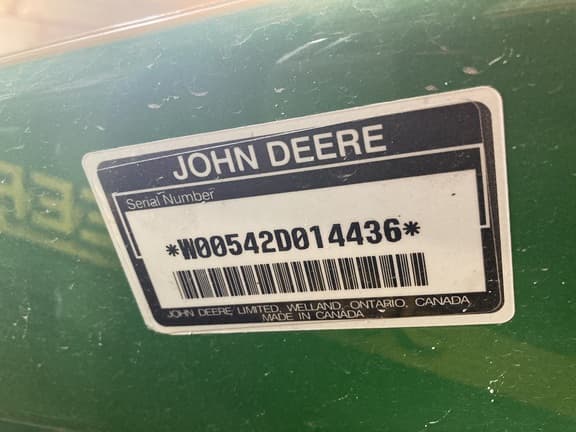 JOHN DEERE
Serial Number
*W00542D014436*
JOHN DEERE LIMITED, WELLAND, ONTARIO, CANADA
MADE IN CANADA